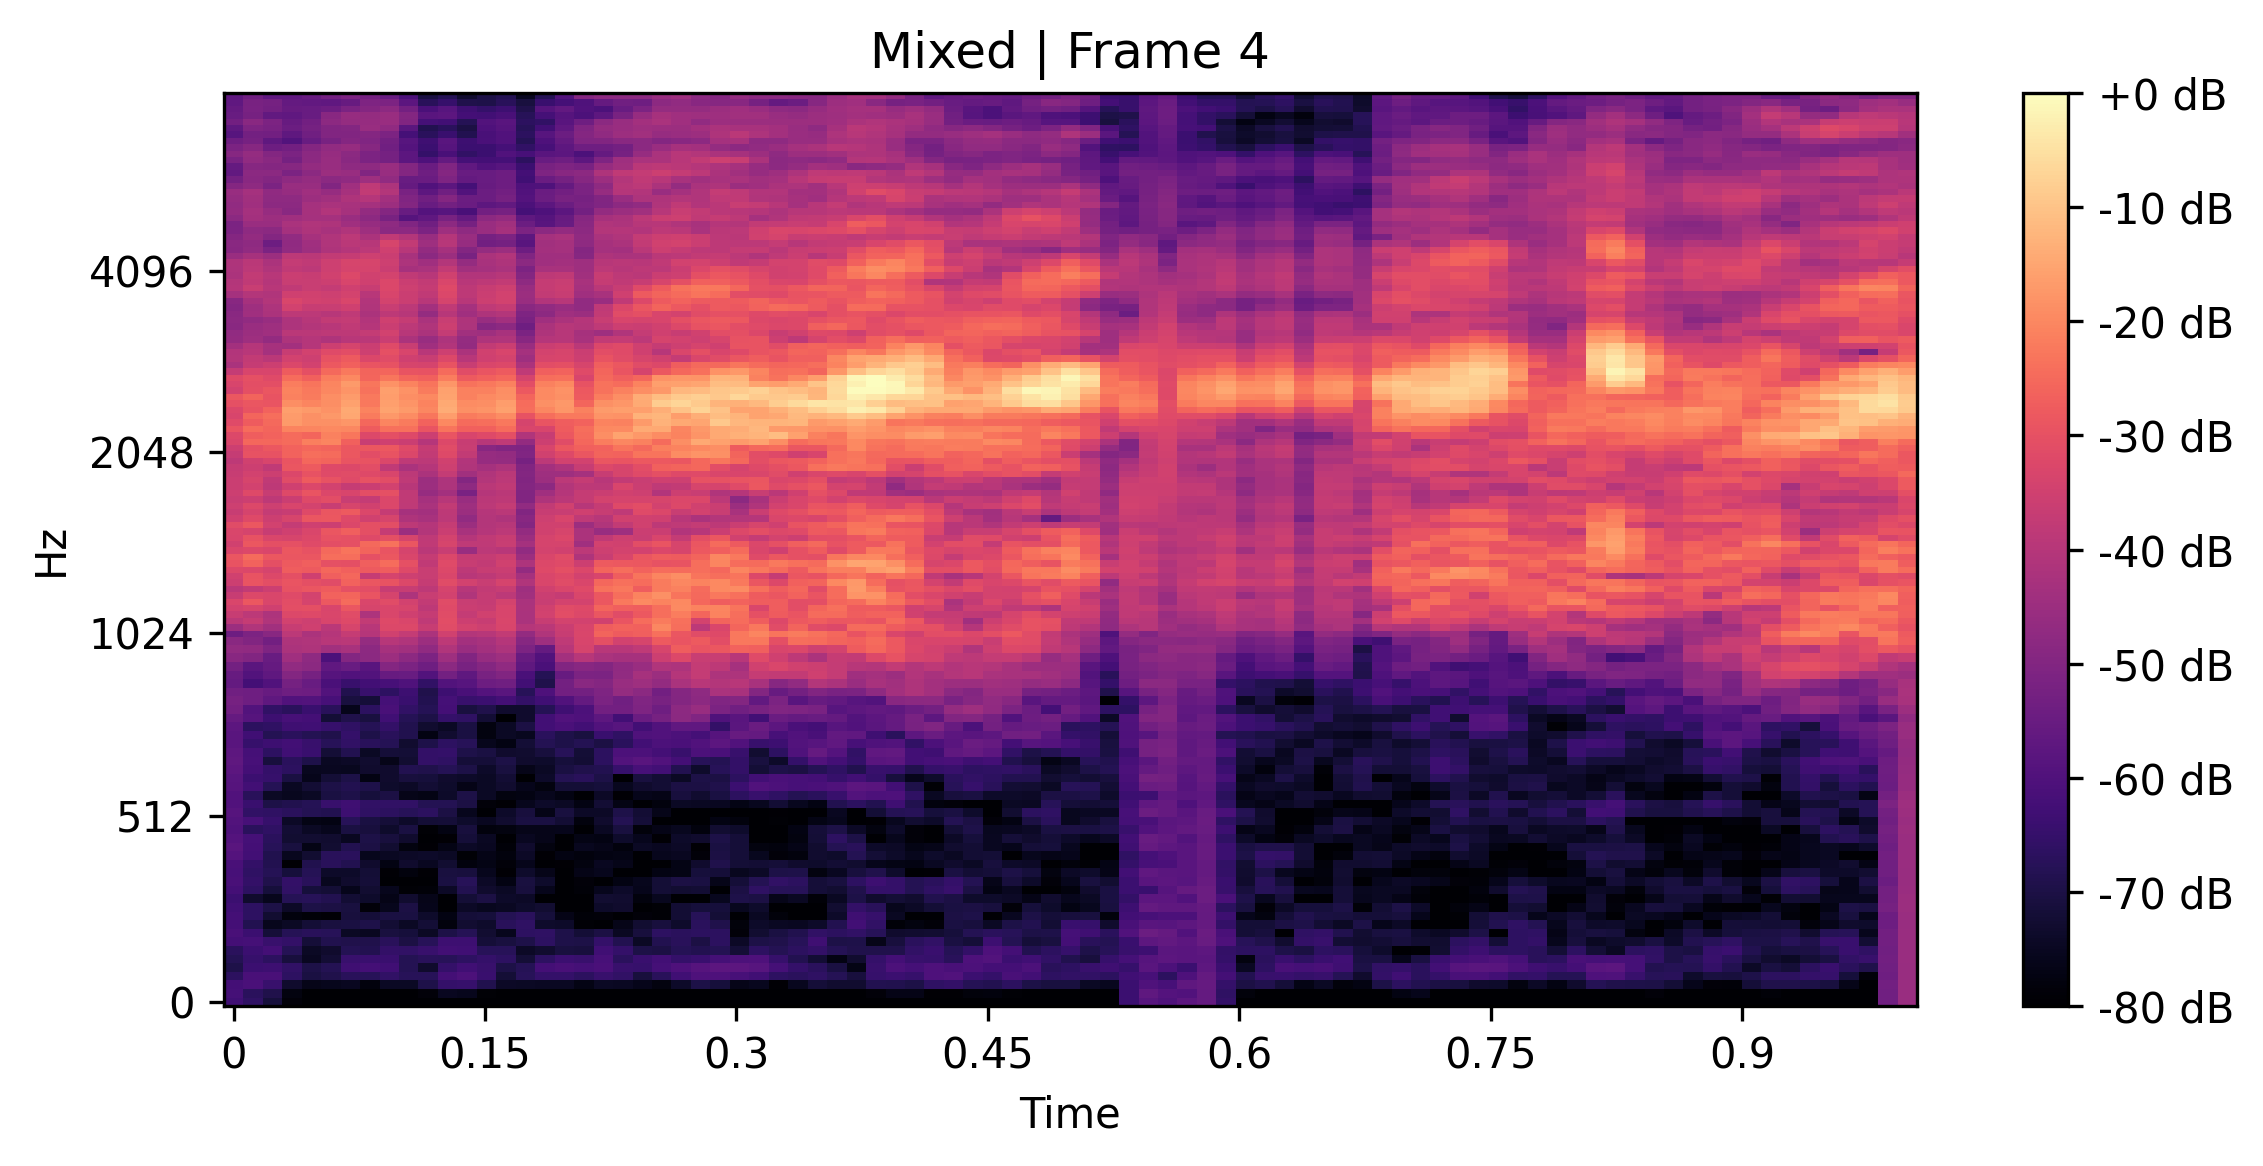 Mixed | Frame 4
Hz
4096
2048
1024
512
0
0 0.15 0.3 0.45 0.6 0.75 0.9
Time
+0 dB
-10 dB
-20 dB
-30 dB
-40 dB
-50 dB
-60 dB
-70 dB
-80 dB